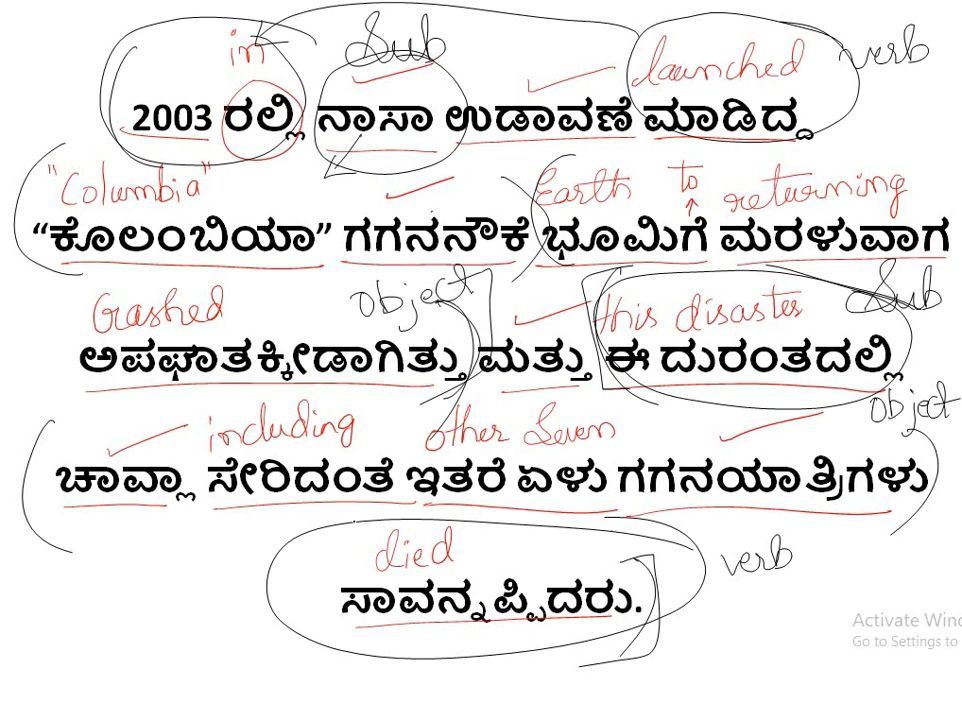 in Sub launched verb
2003 ರಲ್ಲಿ ನಾಸಾ ಉಡಾವಣೆ ಮಾಡಿದ್ದ
"Columbia" Earth to returning
“ಕೊಲಂಬಿಯಾ” ಗಗನನೌಕೆ ಭೂಮಿಗೆ ಮರಳುವಾಗ
Crashed object this disaster Sub
ಅಪಘಾತಕ್ಕೀಡಾಗಿತ್ತು ಮತ್ತು ಈ ದುರಂತದಲ್ಲಿ
including other Seven object
ಚಾವ್ಲಾ ಸೇರಿದಂತೆ ಇತರೆ ಏಳು ಗಗನಯಾತ್ರಿಗಳು
died verb
ಸಾವನ್ನಪ್ಪಿದರು.
Activate Wind
Go to Settings to